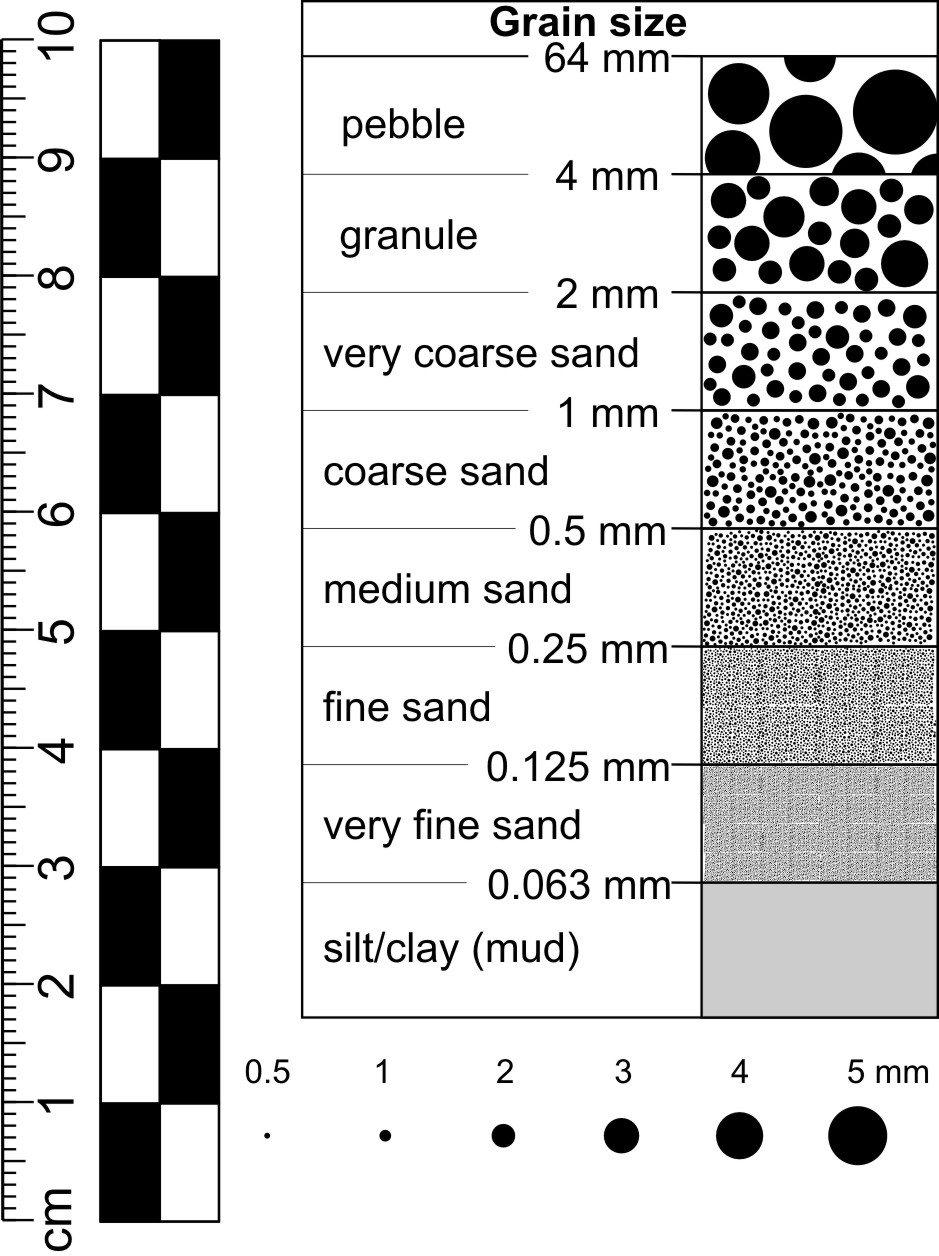 Grain size
64 mm
pebble
4 mm
granule
2 mm
very coarse sand
1 mm
coarse sand
0.5 mm
medium sand
0.25 mm
fine sand
0.125 mm
very fine sand
0.063 mm
silt/clay (mud)
0.5 1 2 3 4 5 mm
10
9
8
7
6
5
4
3
2
1
cm